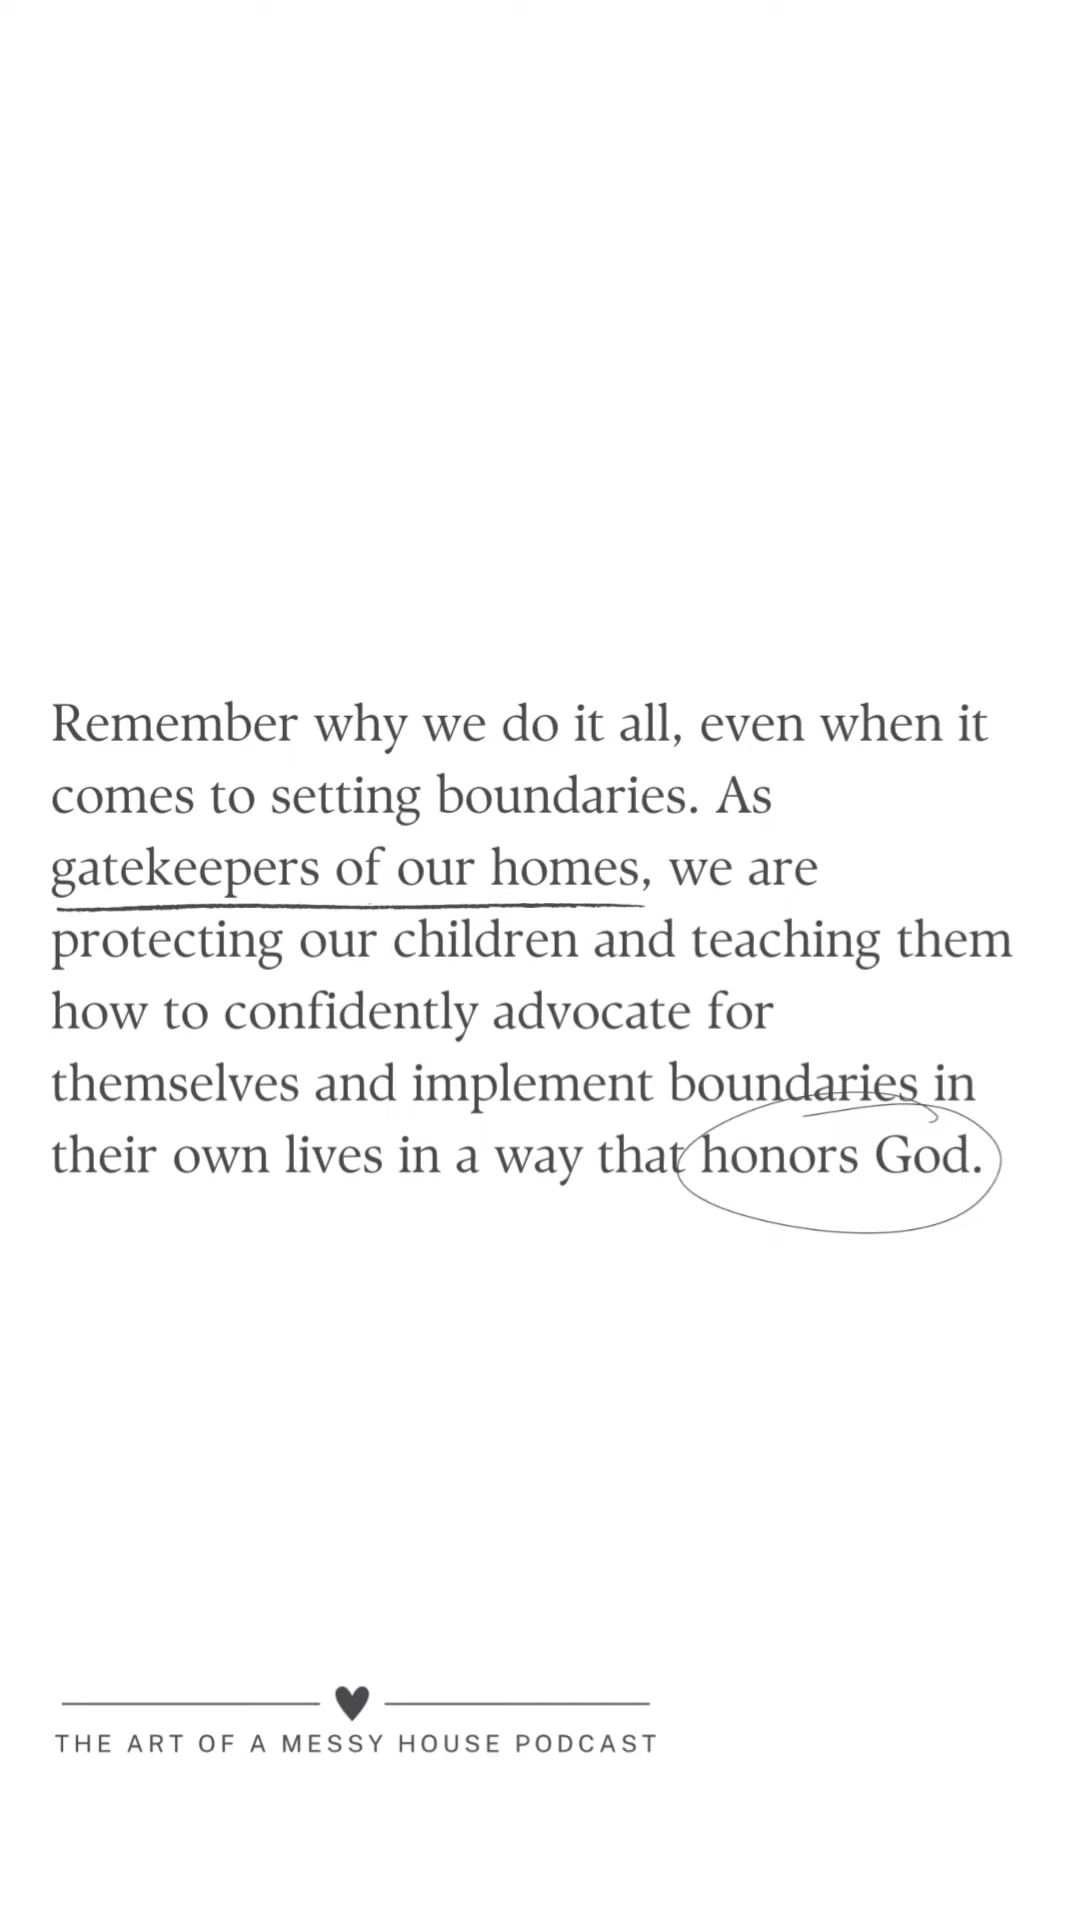 Remember why we do it all, even when it
comes to setting boundaries. As
gatekeepers of our homes, we are
protecting our children and teaching them
how to confidently advocate for
themselves and implement boundaries in
their own lives in a way that honors God.
THE ART OF A MESSY HOUSE PODCAST